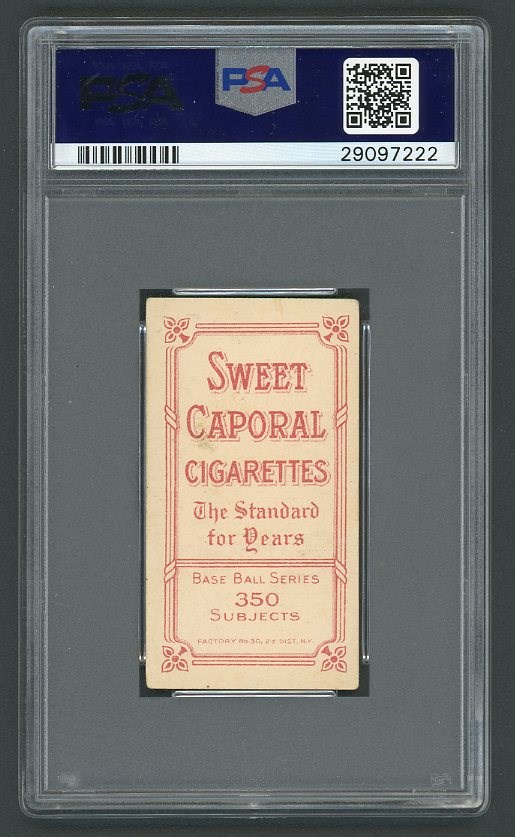 PSA
PSA
29097222
SWEET
CAPORAL
CIGARETTES
The Standard
for Years
BASE BALL SERIES
350
SUBJECTS
FACTORY No. 30, 2d DIST. N.Y.